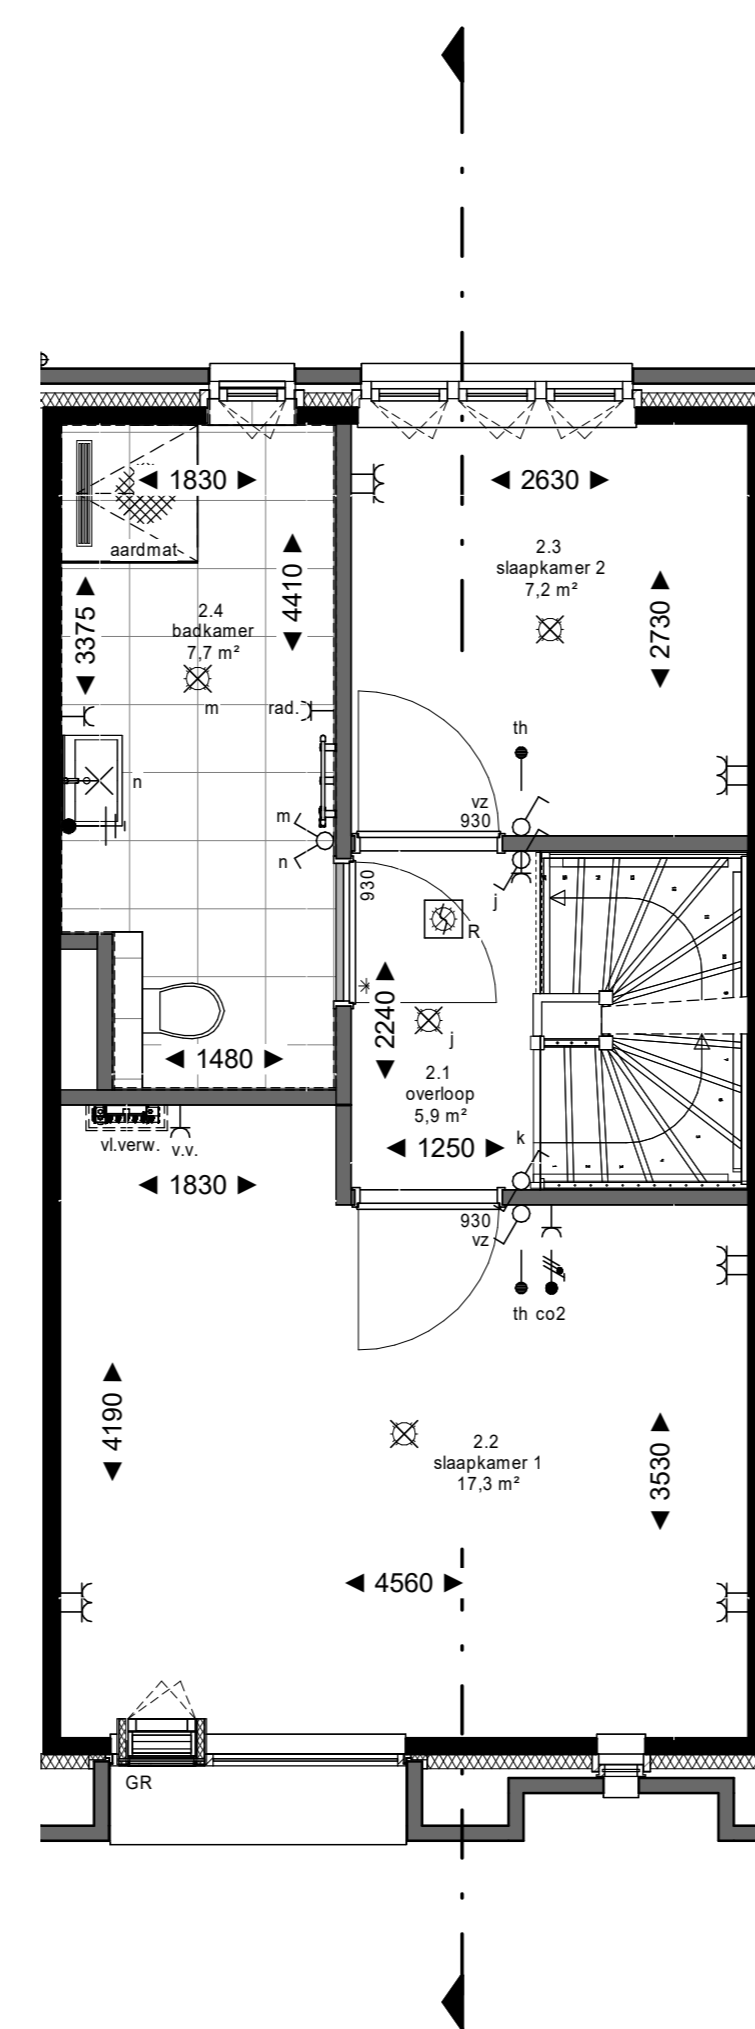 1830
2630
aardmat
4410
2.3
slaapkamer 2
7,2 m²
3375
2.4
badkamer
7,7 m²
2730
m
rad.
th
n
vz
930
m
n
930
j
R
2240
j
2.1
overloop
5,9 m²
1480
k
1250
vl.verw.
v.v.
1830
930
vz
th
co2
4190
2.2
slaapkamer 1
17,3 m²
3530
4560
GR